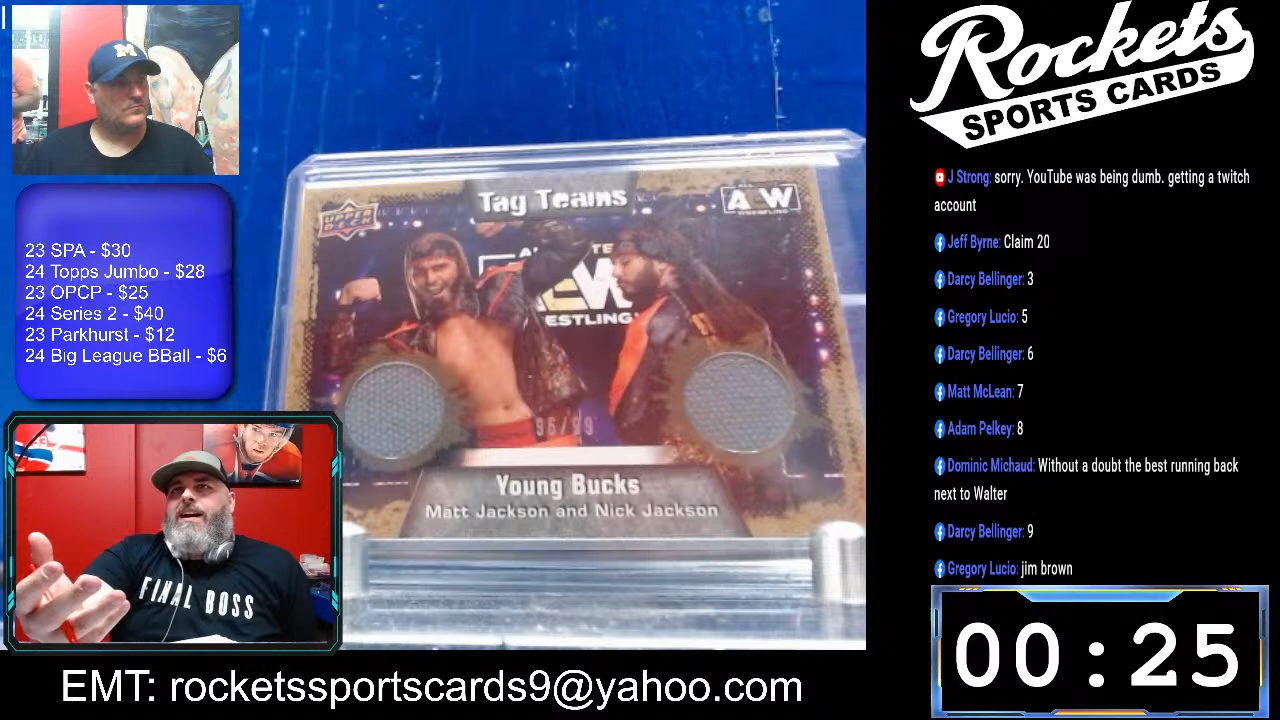 Rockets
SPORTS CARDS
M
23 SPA - $30
24 Topps Jumbo - $28
23 OPCP - $25
24 Series 2 - $40
23 Parkhurst - $12
24 Big League BBall - $6
UPPER DECK
Tag Teams
ALL
AEW
WRESTLING
96/99
Young Bucks
Matt Jackson and Nick Jackson
FINAL BOSS
J Strong: sorry. YouTube was being dumb. getting a twitch
account
Jeff Byrne: Claim 20
Darcy Bellinger: 3
Gregory Lucio: 5
Darcy Bellinger: 6
Matt McLean: 7
Adam Pelkey: 8
Dominic Michaud: Without a doubt the best running back
next to Walter
Darcy Bellinger: 9
Gregory Lucio: jim brown
00:25
EMT: rocketssportscards9@yahoo.com